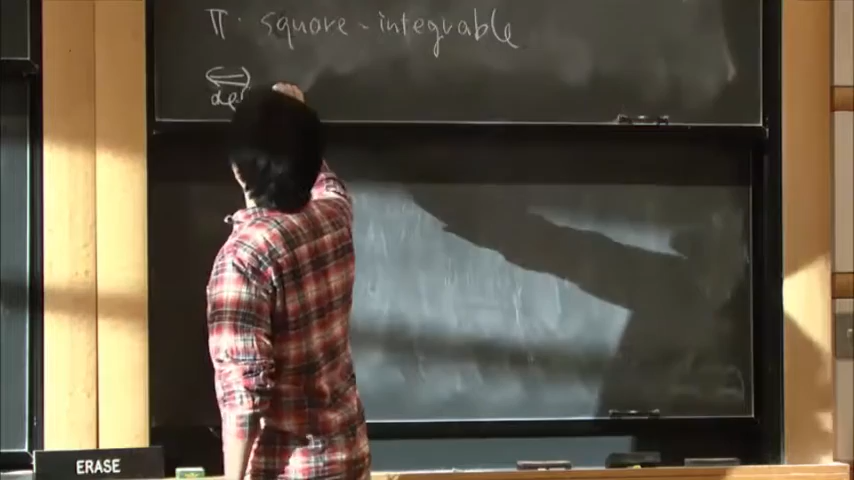 π · square-integrable
⟺
def
ERASE